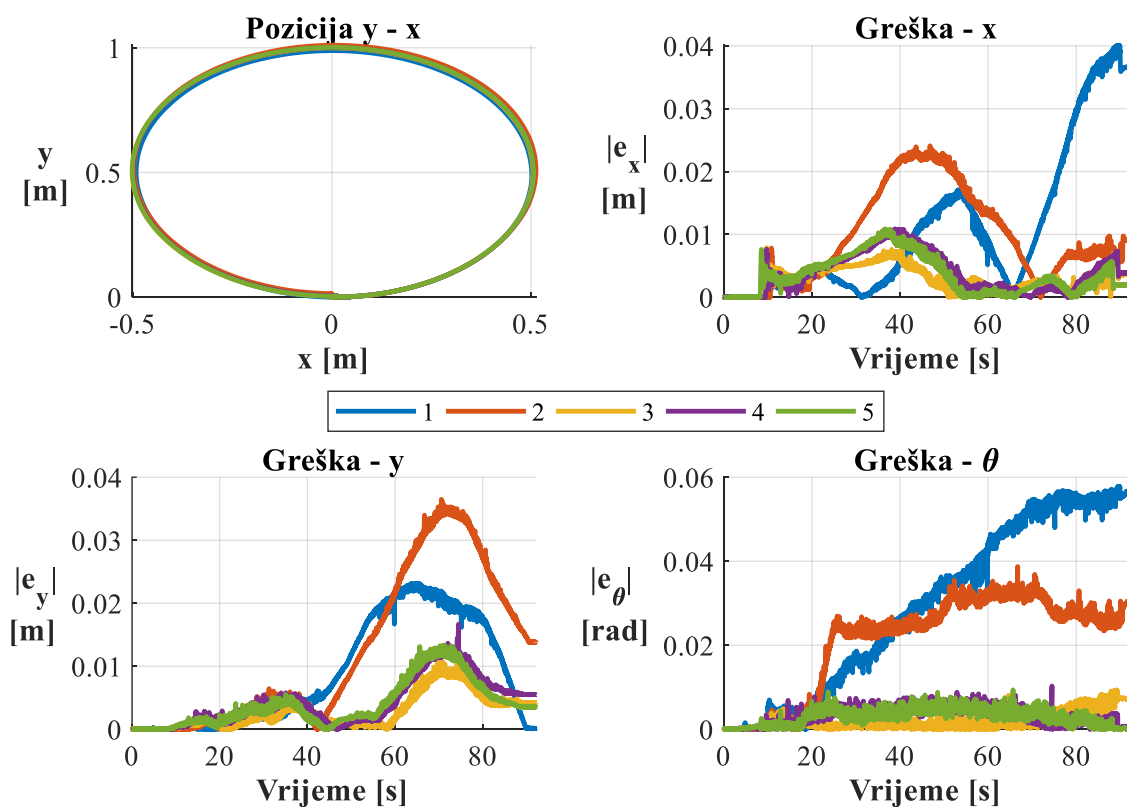 Pozicija y - x
1
0.5
0
y
[m]
-0.5
0
0.5
x [m]
Greška - x
0.04
0.03
0.02
0.01
0
|e_x|
[m]
0
20
40
60
80
Vrijeme [s]
1 2 3 4 5
Greška - y
0.04
0.03
0.02
0.01
0
|e_y|
[m]
0
20
40
60
80
Vrijeme [s]
Greška - θ
0.06
0.04
0.02
0
|e_θ|
[rad]
0
20
40
60
80
Vrijeme [s]